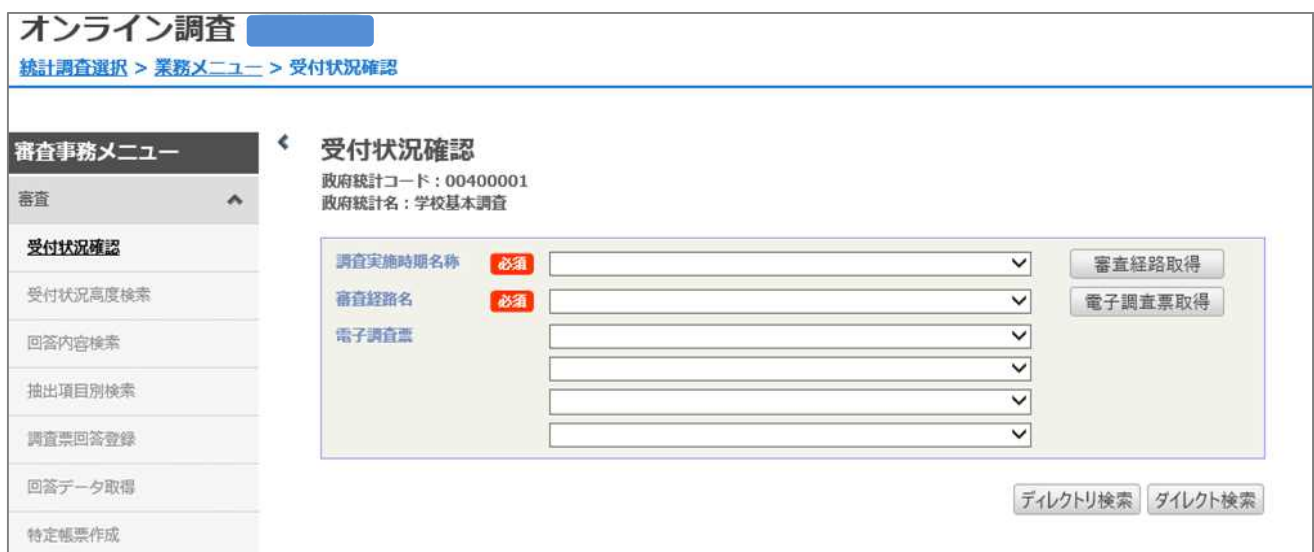 オンライン調査
統計調査選択 > 業務メニュー > 受付状況確認
審査事務メニュー
審査
受付状況確認
受付状況高度検索
回答内容検索
抽出項目別検索
調査票回答登録
回答データ取得
特定帳票作成
受付状況確認
政府統計コード：00400001
政府統計名：学校基本調査
調査実施時期名称 必須 審査経路取得
審査経路名 必須 電子調査票取得
電子調査票
ディレクトリ検索 ダイレクト検索